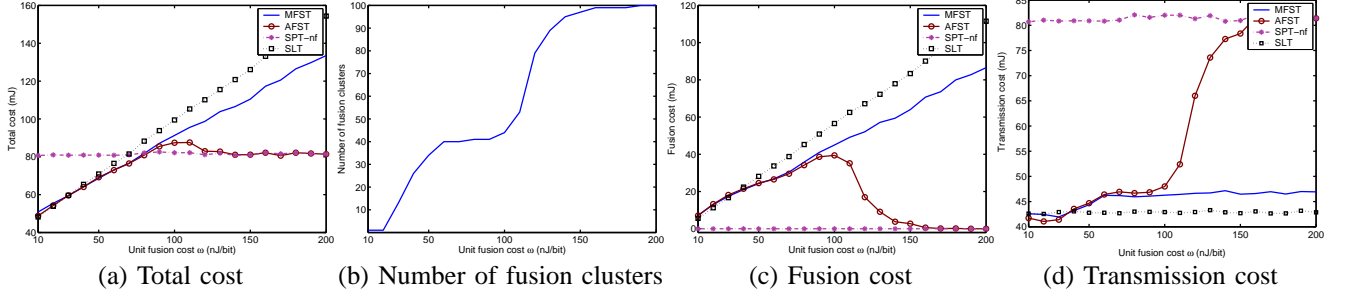 160
140
120
100
80
60
40
10
50
100
150
200
Total cost (mJ)
Unit fusion cost ω (nJ/bit)
MFST
AFST
SPT−nf
SLT
(a) Total cost
100
90
80
70
60
50
40
30
20
10
10
50
100
150
200
Number of fusion clusters
Unit fusion cost ω (nJ/bit)
(b) Number of fusion clusters
120
100
80
60
40
20
0
10
50
100
150
200
Fusion cost (mJ)
Unit fusion cost ω (nJ/bit)
MFST
AFST
SPT−nf
SLT
(c) Fusion cost
85
80
75
70
65
60
55
50
45
40
10
50
100
150
200
Transmission cost (mJ)
Unit fusion cost ω (nJ/bit)
MFST
AFST
SPT−nf
SLT
(d) Transmission cost